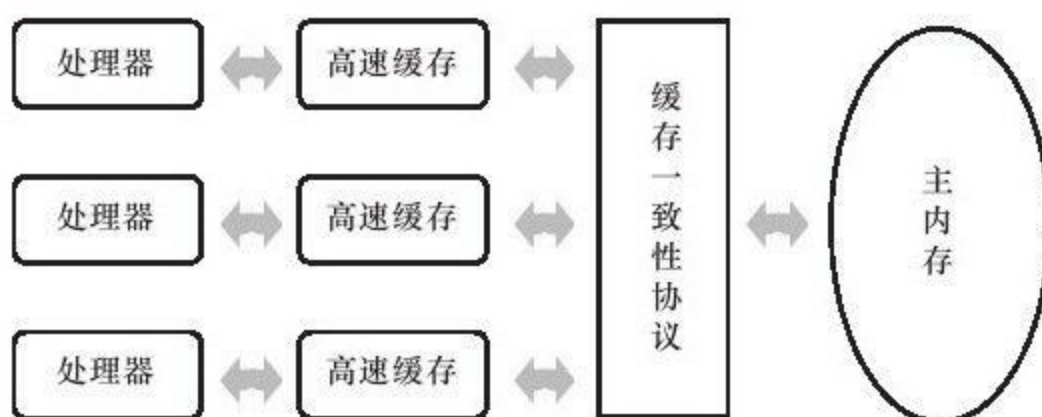 处理器
高速缓存
处理器
高速缓存
处理器
高速缓存
缓存一致性协议
主内存